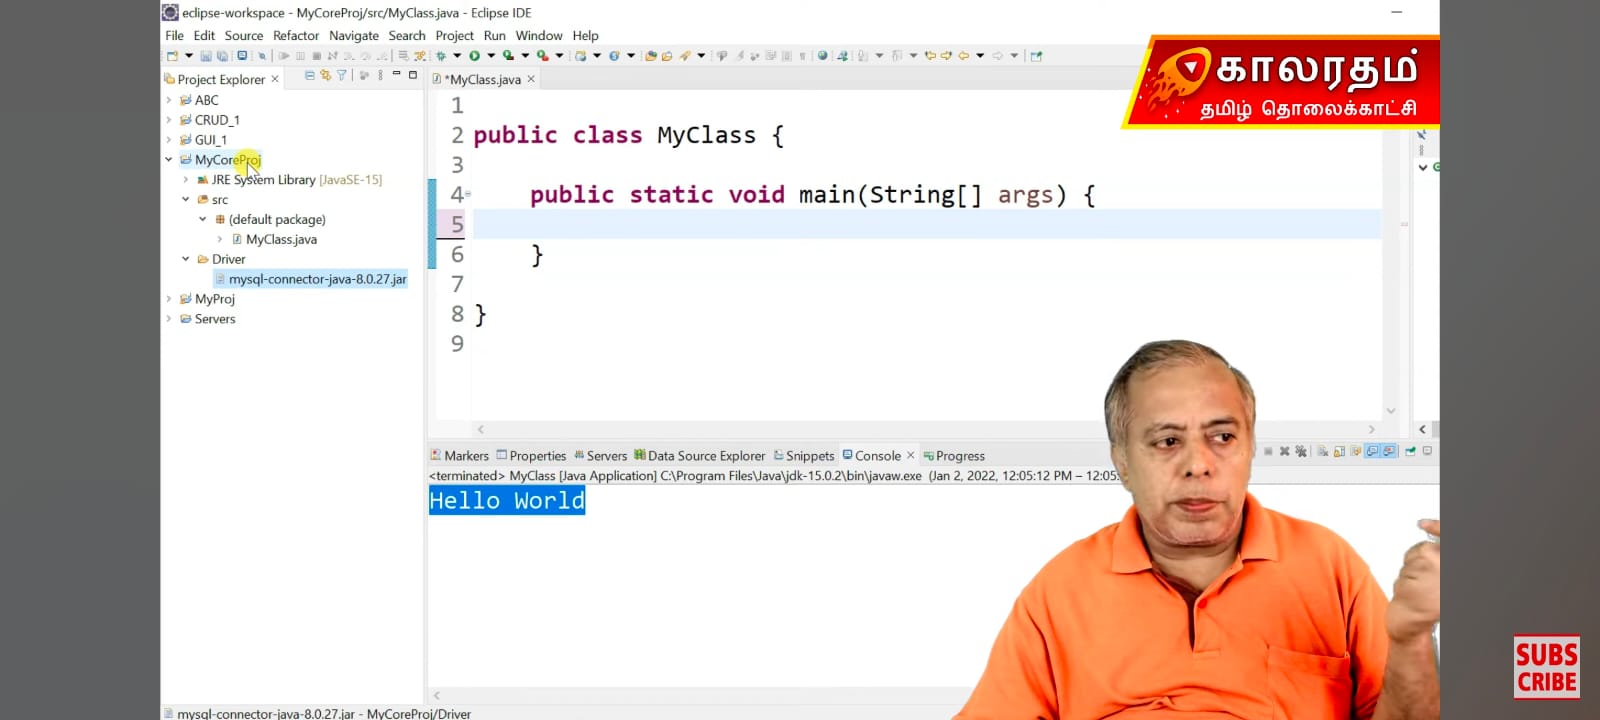 eclipse-workspace - MyCoreProj/src/MyClass.java - Eclipse IDE
File Edit Source Refactor Navigate Search Project Run Window Help
Project Explorer
*MyClass.java
காலரதம்
தமிழ் தொலைக்காட்சி
ABC
CRUD_1
GUI_1
MyCoreProj
JRE System Library [JavaSE-15]
src
(default package)
MyClass.java
Driver
mysql-connector-java-8.0.27.jar
MyProj
Servers
1
2 public class MyClass {
3
4 public static void main(String[] args) {
5
6 }
7
8 }
9
Markers Properties Servers Data Source Explorer Snippets Console Progress
<terminated> MyClass [Java Application] C:\Program Files\Java\jdk-15.0.2\bin\javaw.exe (Jan 2, 2022, 12:05:12 PM – 12:05:
Hello World
SUBS
CRIBE
mysql-connector-java-8.0.27.jar - MyCoreProj/Driver